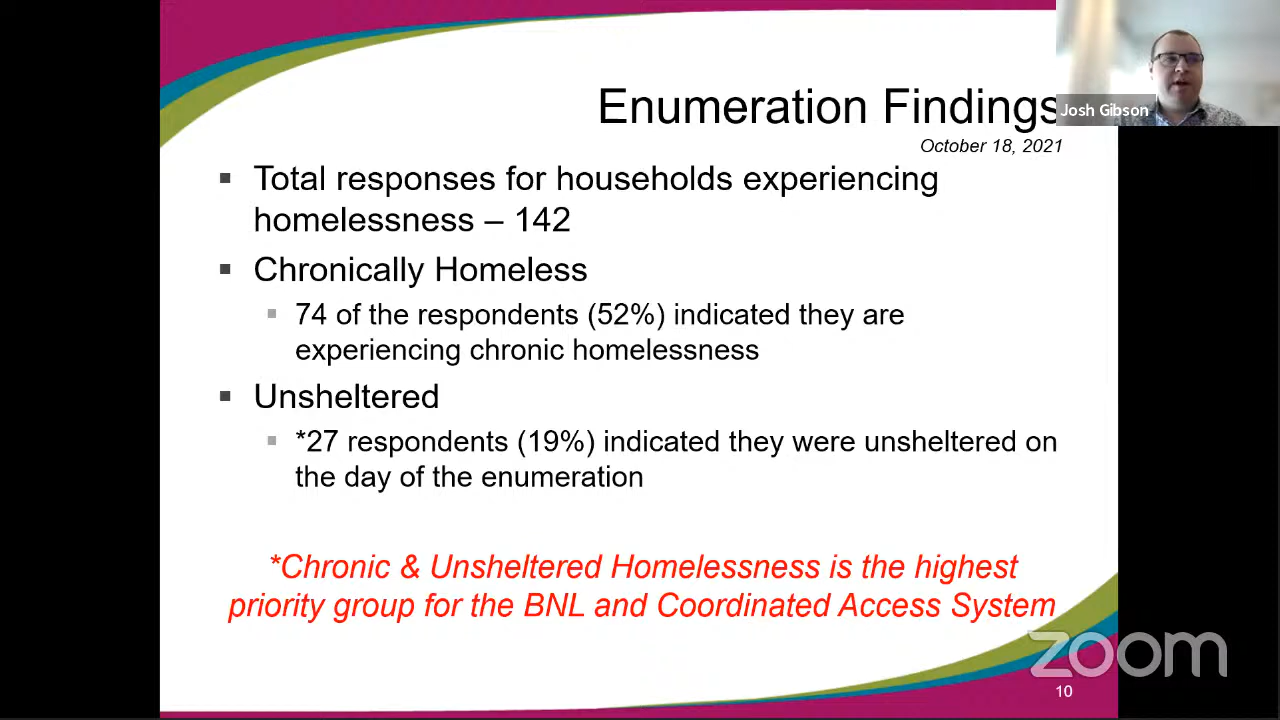 Enumeration Findings
Josh Gibson
October 18, 2021
▪ Total responses for households experiencing
homelessness – 142
▪ Chronically Homeless
▪ 74 of the respondents (52%) indicated they are
experiencing chronic homelessness
▪ Unsheltered
▪ *27 respondents (19%) indicated they were unsheltered on
the day of the enumeration
*Chronic & Unsheltered Homelessness is the highest
priority group for the BNL and Coordinated Access System
zoom
10